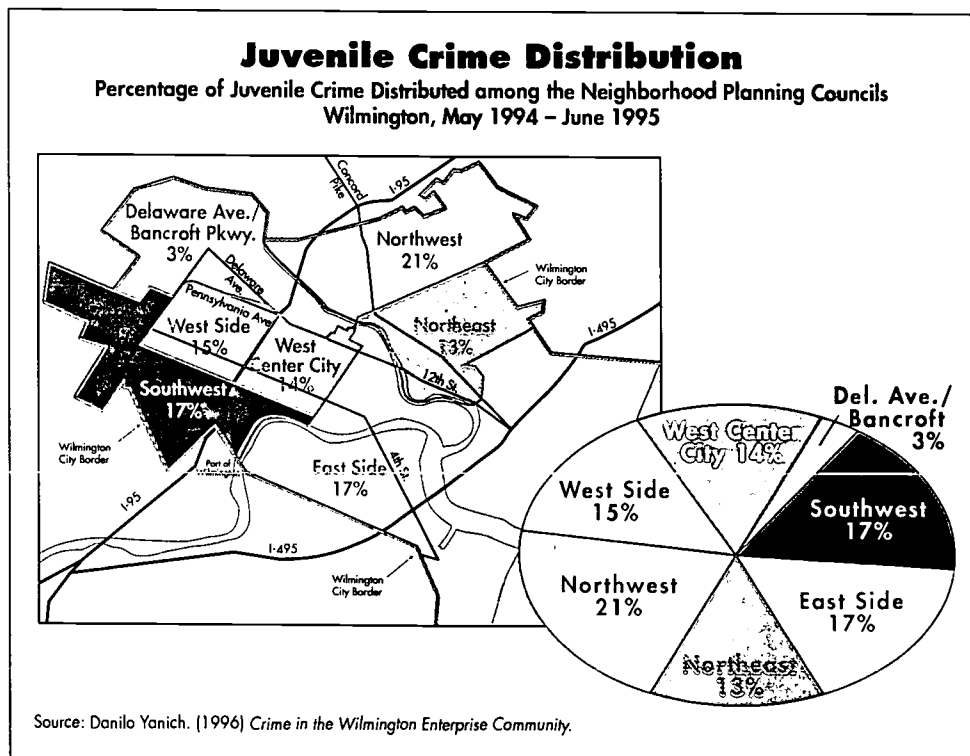 Juvenile Crime Distribution
Percentage of Juvenile Crime Distributed among the Neighborhood Planning Councils
Wilmington, May 1994 – June 1995
Concord
Pike
I-95
Delaware Ave./
Bancroft Pkwy.
3%
Northwest
21%
Delaware
Ave.
Wilmington
City Border
Pennsylvania Ave.
Northeast
13%
I-495
West Side
15%
West
Center City
14%
12th St.
Southwest
17%
Wilmington
City Border
Port of
East Side
17%
4th St.
I-95
I-495
Wilmington
City Border
Del. Ave./
Bancroft
3%
West Center
City 14%
West Side
15%
Southwest
17%
Northwest
21%
East Side
17%
Northeast
13%
Source: Danilo Yanich. (1996) Crime in the Wilmington Enterprise Community.